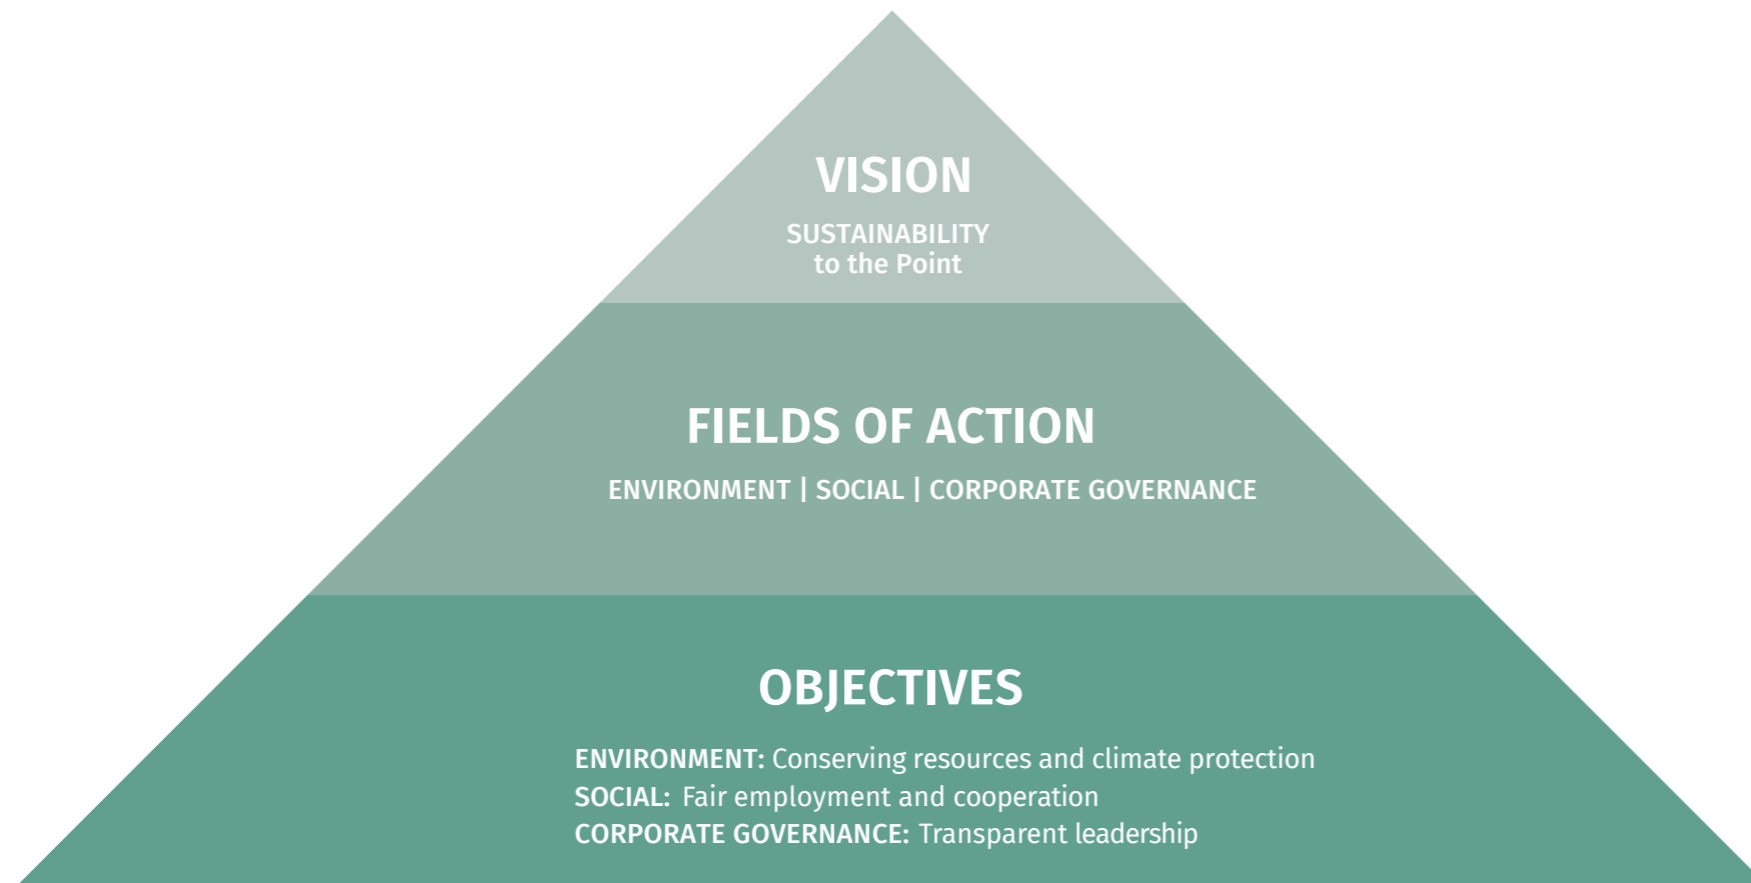 VISION
SUSTAINABILITY
to the Point
FIELDS OF ACTION
ENVIRONMENT | SOCIAL | CORPORATE GOVERNANCE
OBJECTIVES
ENVIRONMENT: Conserving resources and climate protection
SOCIAL: Fair employment and cooperation
CORPORATE GOVERNANCE: Transparent leadership